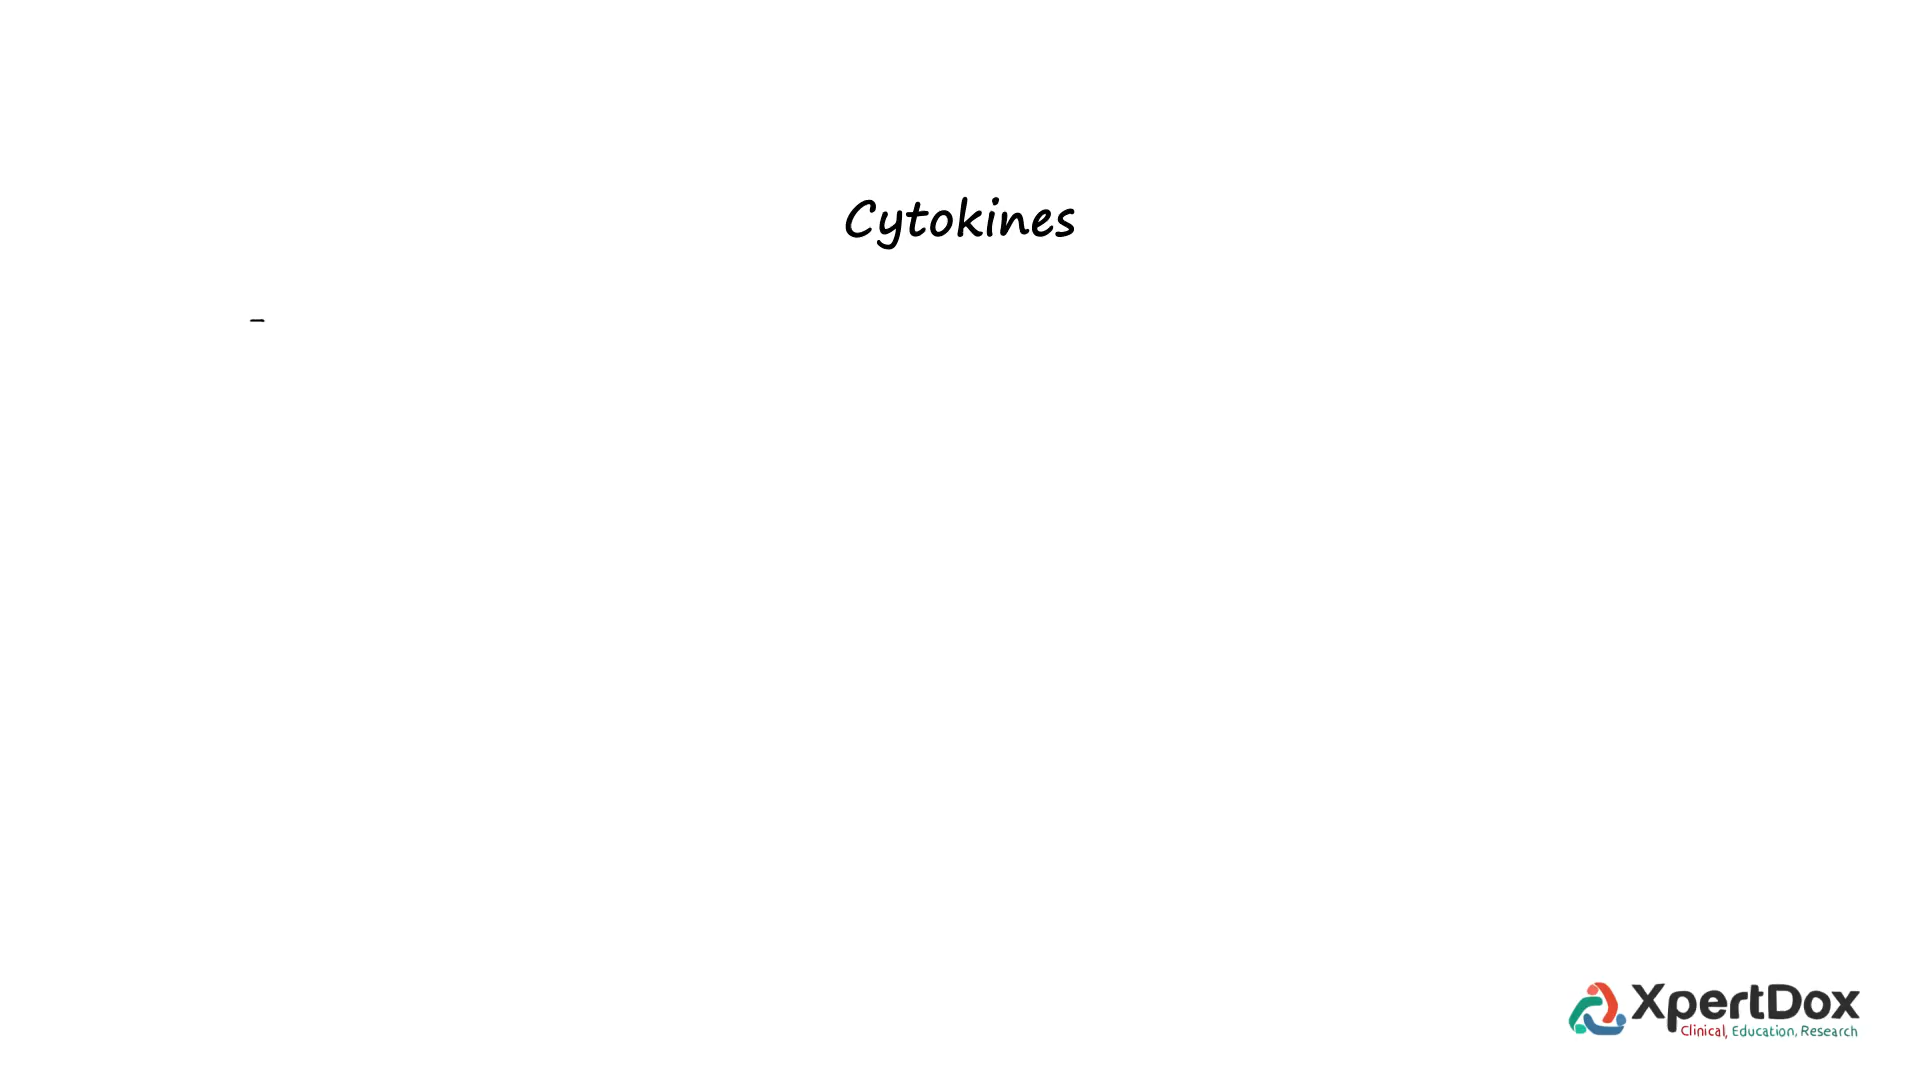 Cytokines
-
XpertDox
Clinical, Education, Research